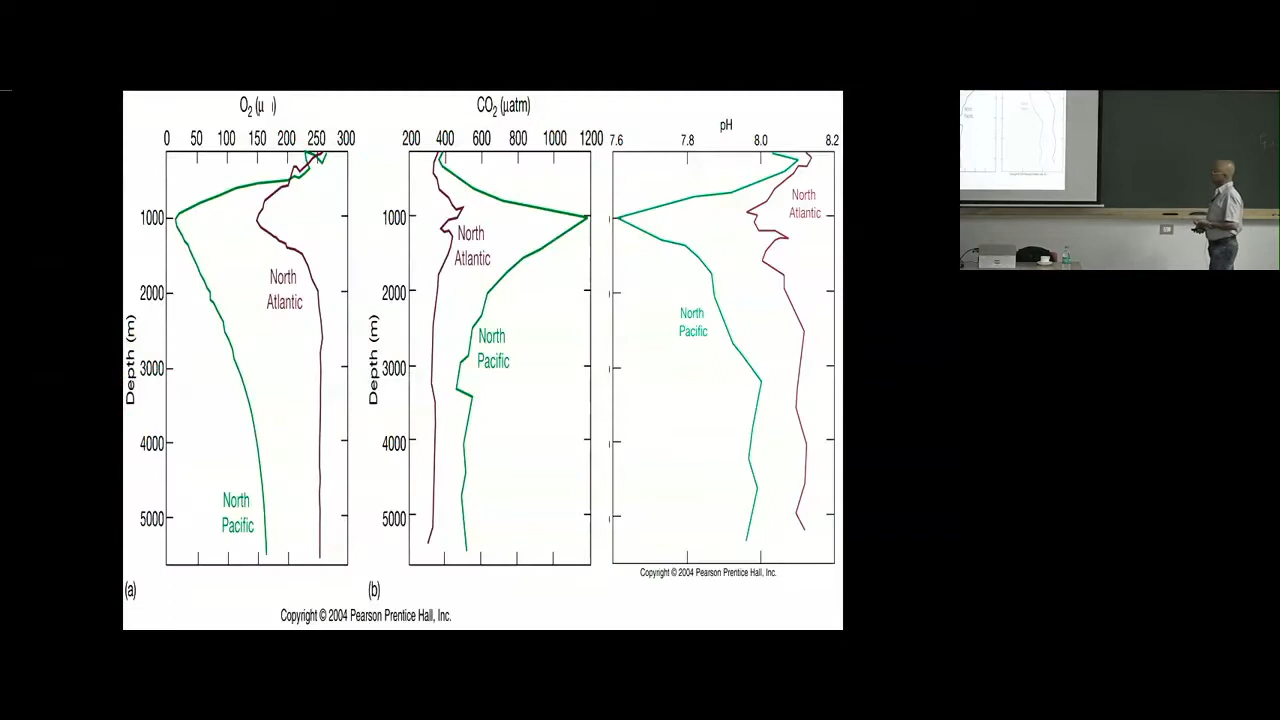 O₂ (μ )
0 50 100 150 200 250 300
Depth (m)
1000
2000
3000
4000
5000
North
Atlantic
North
Pacific
(a)
CO₂ (μatm)
200 400 600 800 1000 1200
Depth (m)
1000
2000
3000
4000
5000
North
Atlantic
North
Pacific
(b)
pH
7.6 7.8 8.0 8.2
North
Atlantic
North
Pacific
Copyright © 2004 Pearson Prentice Hall, Inc.
Copyright © 2004 Pearson Prentice Hall, Inc.